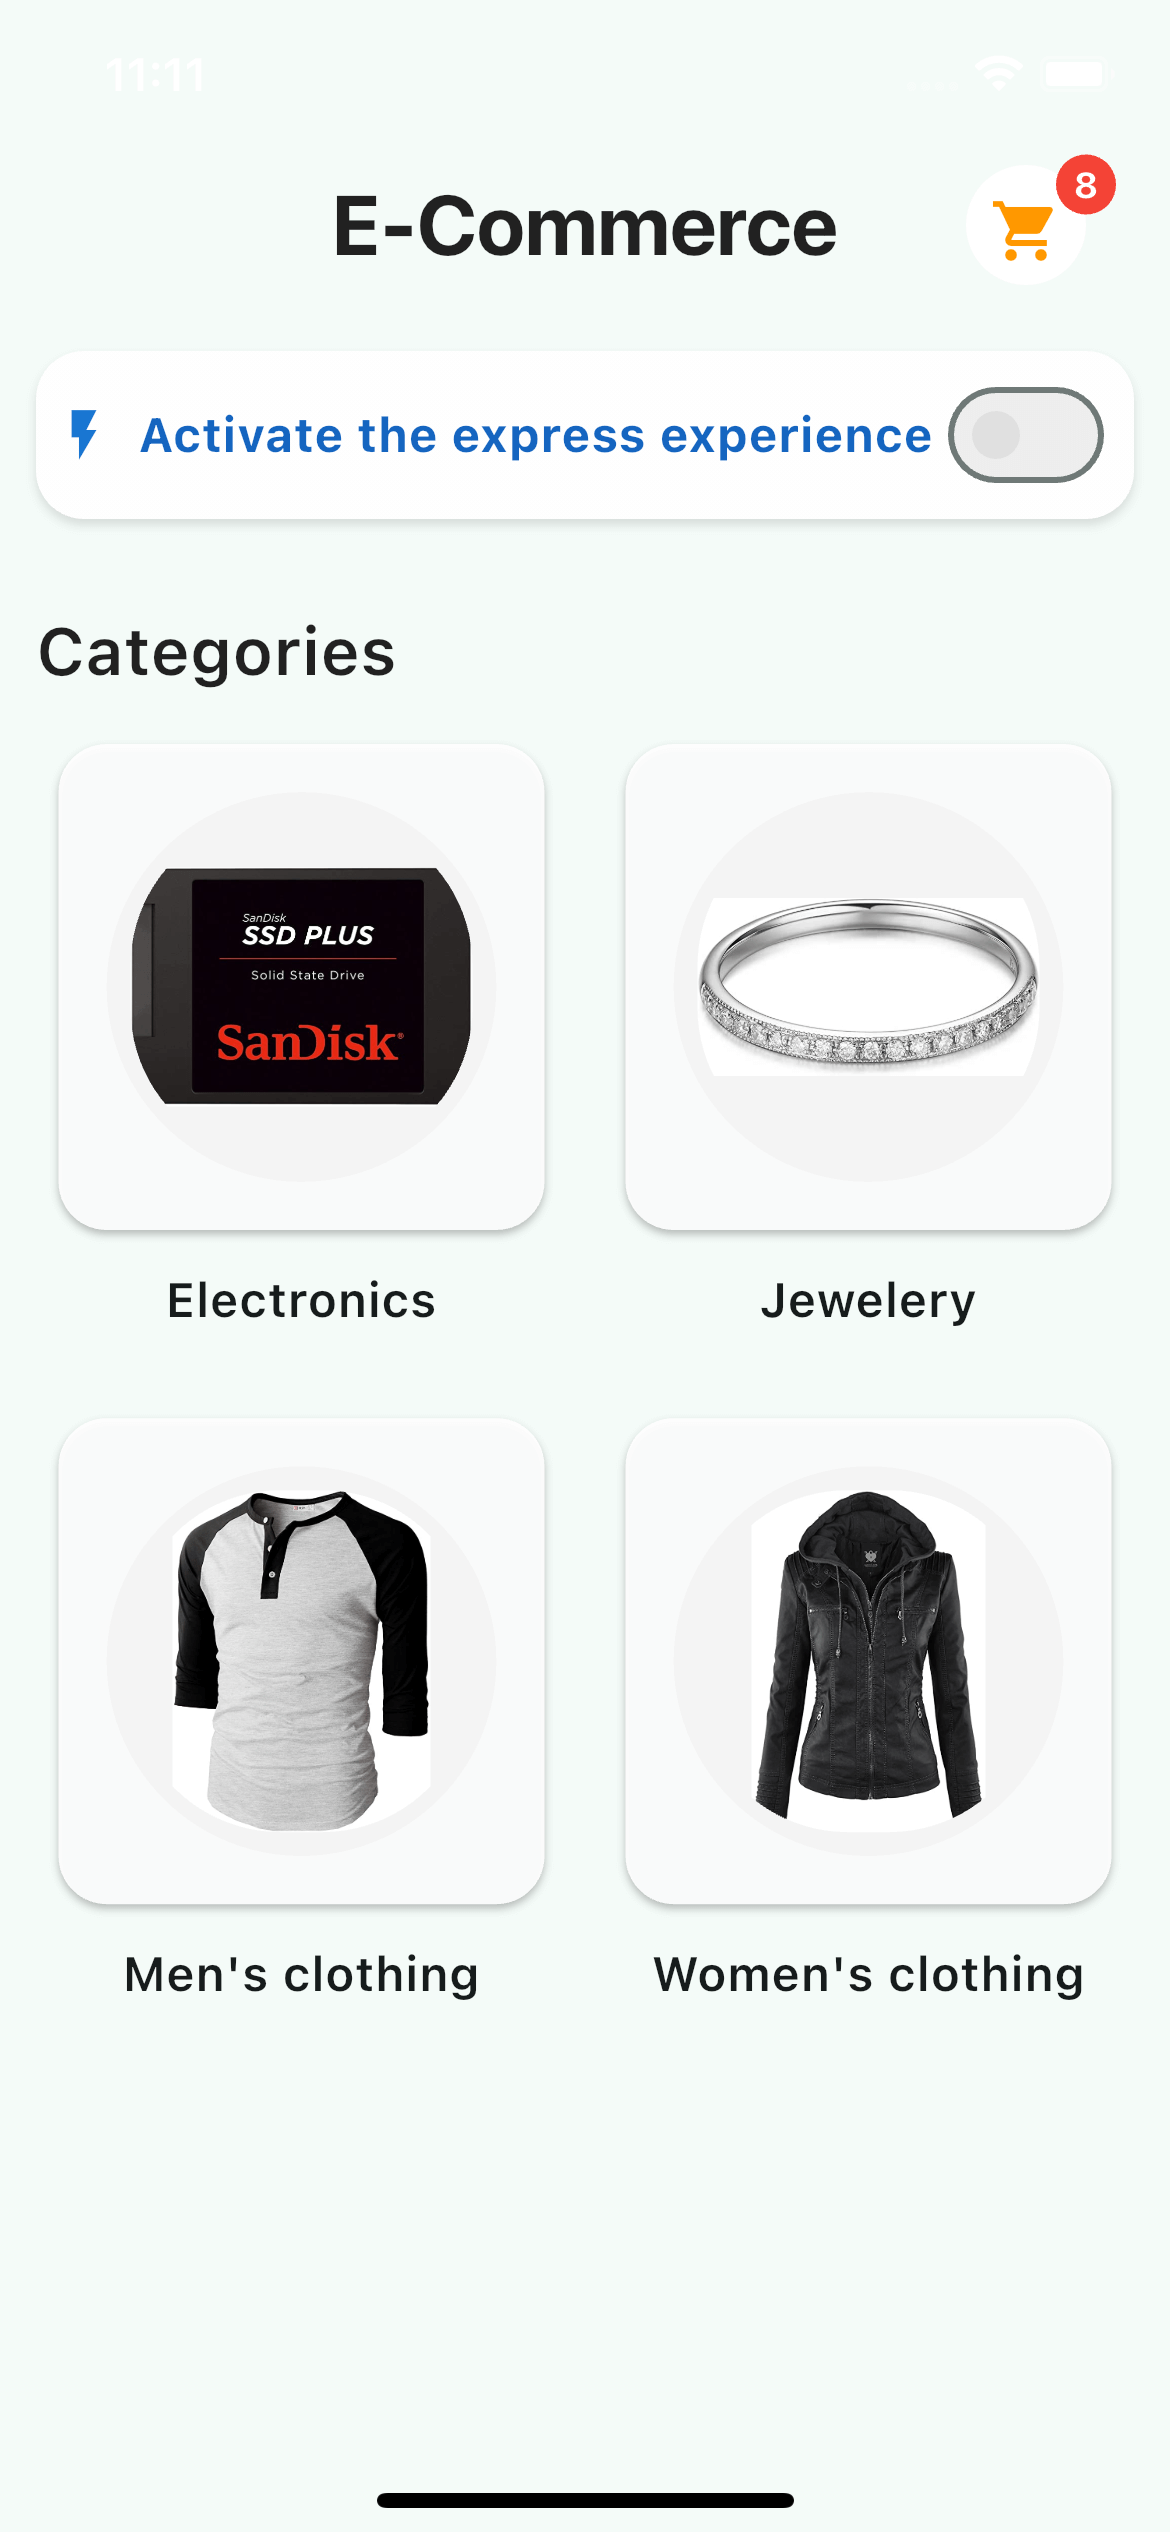 11:11
E-Commerce
8
Activate the express experience
Categories
SanDisk
SSD PLUS
Solid State Drive
SanDisk®
Electronics
Jewelery
Men's clothing
Women's clothing